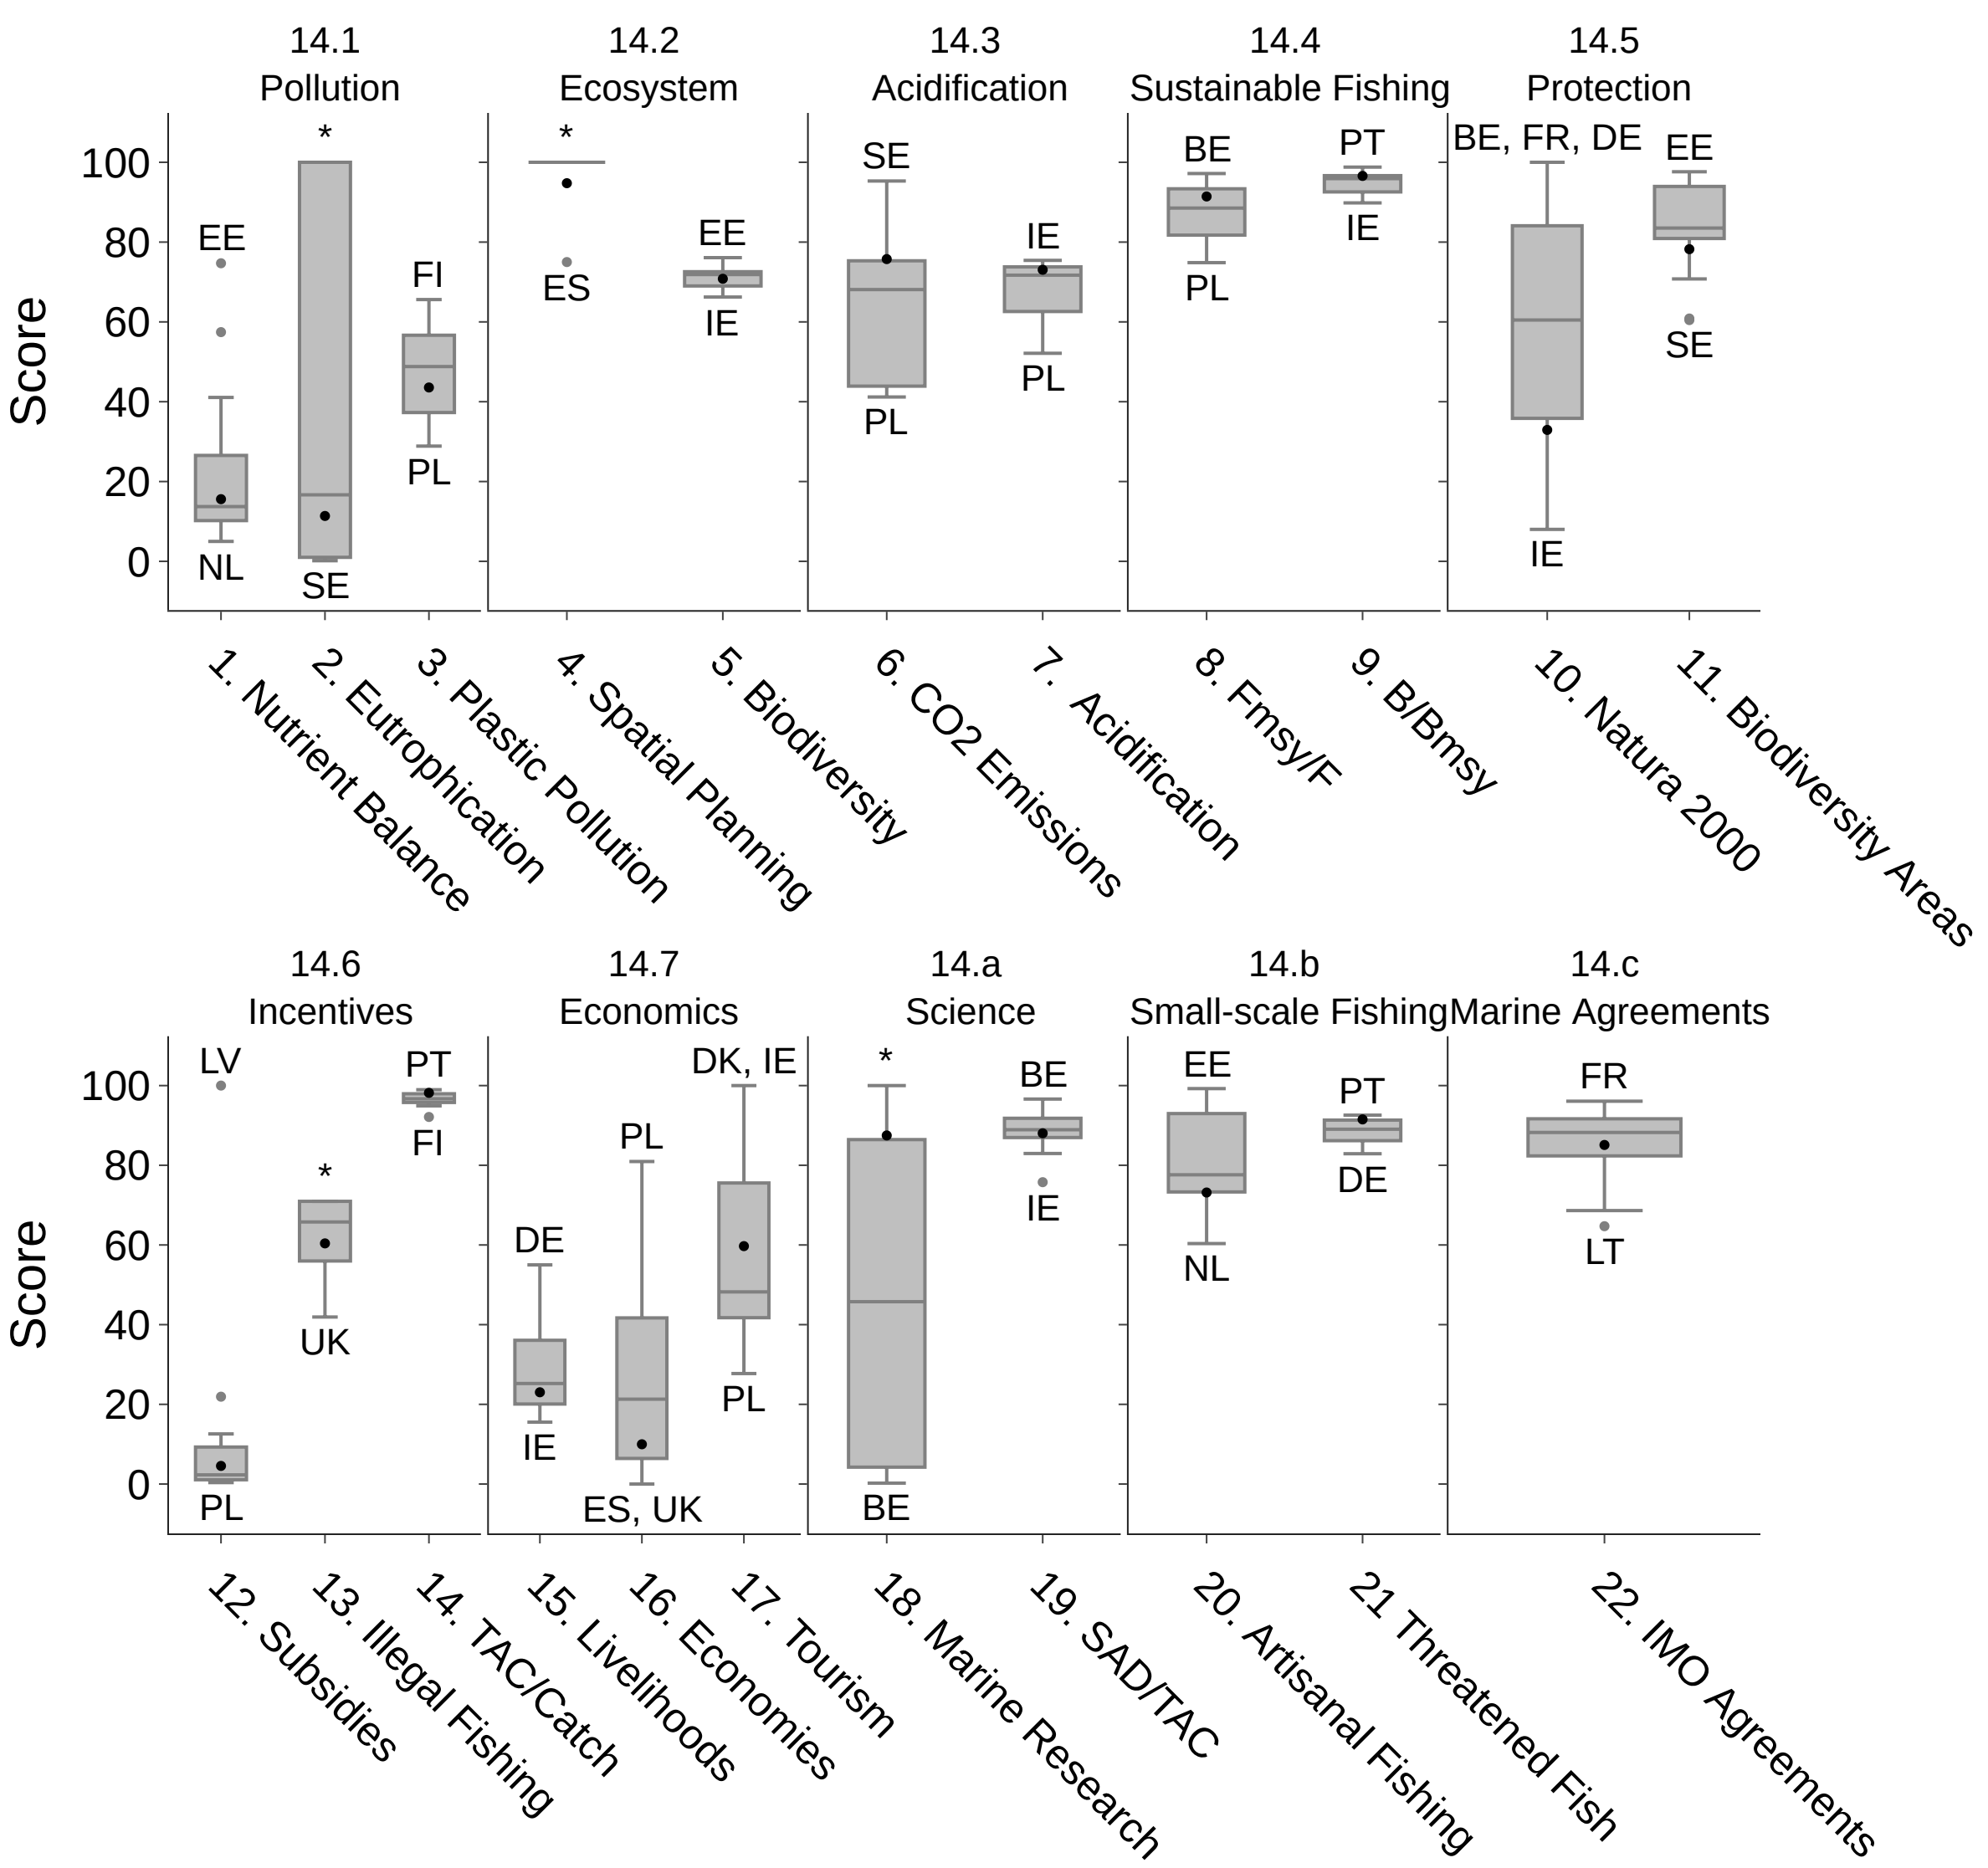 14.1
Pollution
14.2
Ecosystem
14.3
Acidification
14.4
Sustainable Fishing
14.5
Protection
Score
100
80
60
40
20
0
EE
NL
*
SE
FI
PL
*
ES
EE
IE
SE
PL
IE
PL
BE
PL
PT
IE
BE, FR, DE
IE
EE
SE
1. Nutrient Balance
2. Eutrophication
3. Plastic Pollution
4. Spatial Planning
5. Biodiversity
6. CO2 Emissions
7. Acidification
8. Fmsy/F
9. B/Bmsy
10. Natura 2000
11. Biodiversity Areas
14.6
Incentives
14.7
Economics
14.a
Science
14.b
Small-scale Fishing
14.c
Marine Agreements
Score
100
80
60
40
20
0
LV
PL
*
UK
PT
FI
DE
IE
PL
ES, UK
DK, IE
PL
*
BE
BE
IE
EE
NL
PT
DE
FR
LT
12. Subsidies
13. Illegal Fishing
14. TAC/Catch
15. Livelihoods
16. Economies
17. Tourism
18. Marine Research
19. SAD/TAC
20. Artisanal Fishing
21 Threatened Fish
22. IMO Agreements